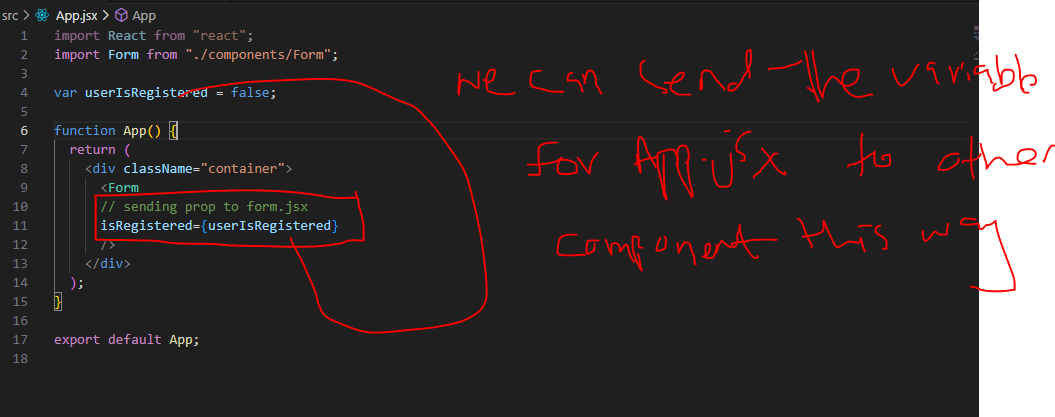 src > App.jsx > App
1 import React from "react";
2 import Form from "./components/Form";
3
4 var userIsRegistered = false;
5
6 function App() {
7 return (
8 <div className="container">
9 <Form
10 // sending prop to form.jsx
11 isRegistered={userIsRegistered}
12 />
13 </div>
14 );
15 }
16
17 export default App;
18
we can send the variable
for App.jsx to other
component this way